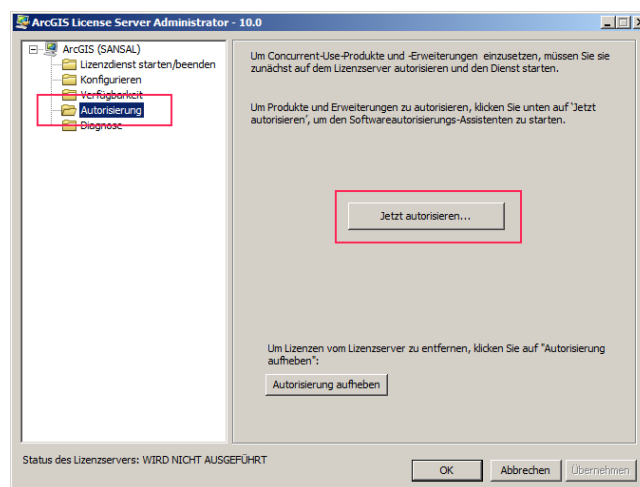 ArcGIS License Server Administrator - 10.0
ArcGIS (SANSAL)
Lizenzdienst starten/beenden
Konfigurieren
Verfügbarkeit
Autorisierung
Diagnose
Um Concurrent-Use-Produkte und -Erweiterungen einzusetzen, müssen Sie sie
zunächst auf dem Lizenzserver autorisieren und den Dienst starten.
Um Produkte und Erweiterungen zu autorisieren, klicken Sie unten auf 'Jetzt
autorisieren', um den Softwareautorisierungs-Assistenten zu starten.
Jetzt autorisieren...
Um Lizenzen vom Lizenzserver zu entfernen, klicken Sie auf "Autorisierung
aufheben":
Autorisierung aufheben
Status des Lizenzservers: WIRD NICHT AUSGEFÜHRT
OK
Abbrechen
Übernehmen